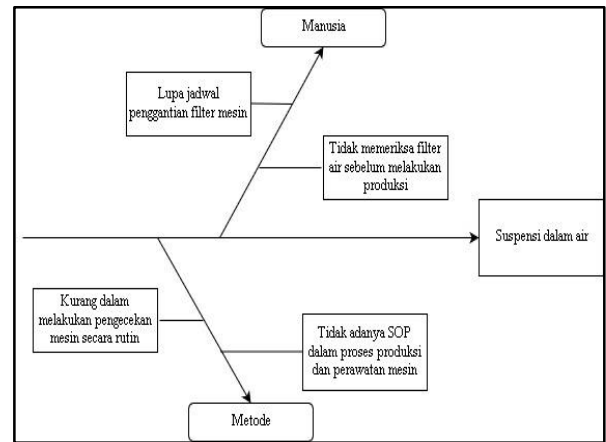 Manusia
Lupa jadwal
penggantian filter mesin
Tidak memeriksa filter
air sebelum melakukan
produksi
Suspensi dalam air
Kurang dalam
melakukan pengecekan
mesin secara rutin
Tidak adanya SOP
dalam proses produksi
dan perawatan mesin
Metode